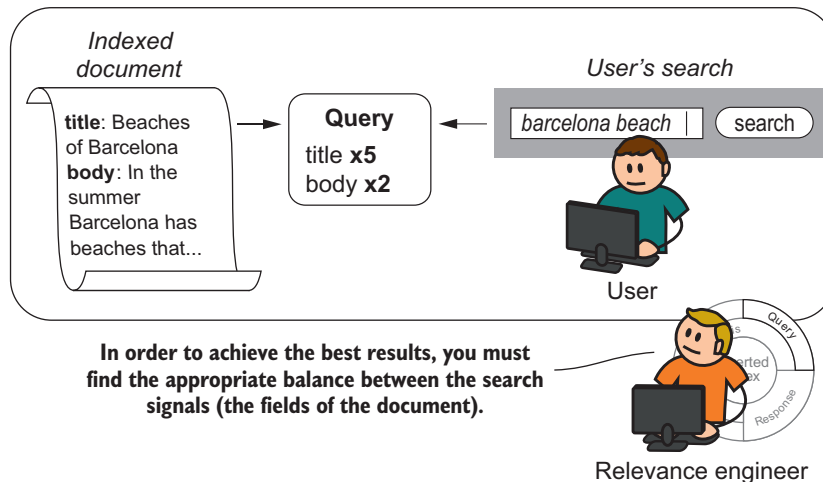 Indexed
document
User's search
title: Beaches
of Barcelona
body: In the
summer
Barcelona has
beaches that...
Query
title x5
body x2
barcelona beach
search
User
In order to achieve the best results, you must
find the appropriate balance between the search
signals (the fields of the document).
Query
Response
Relevance engineer